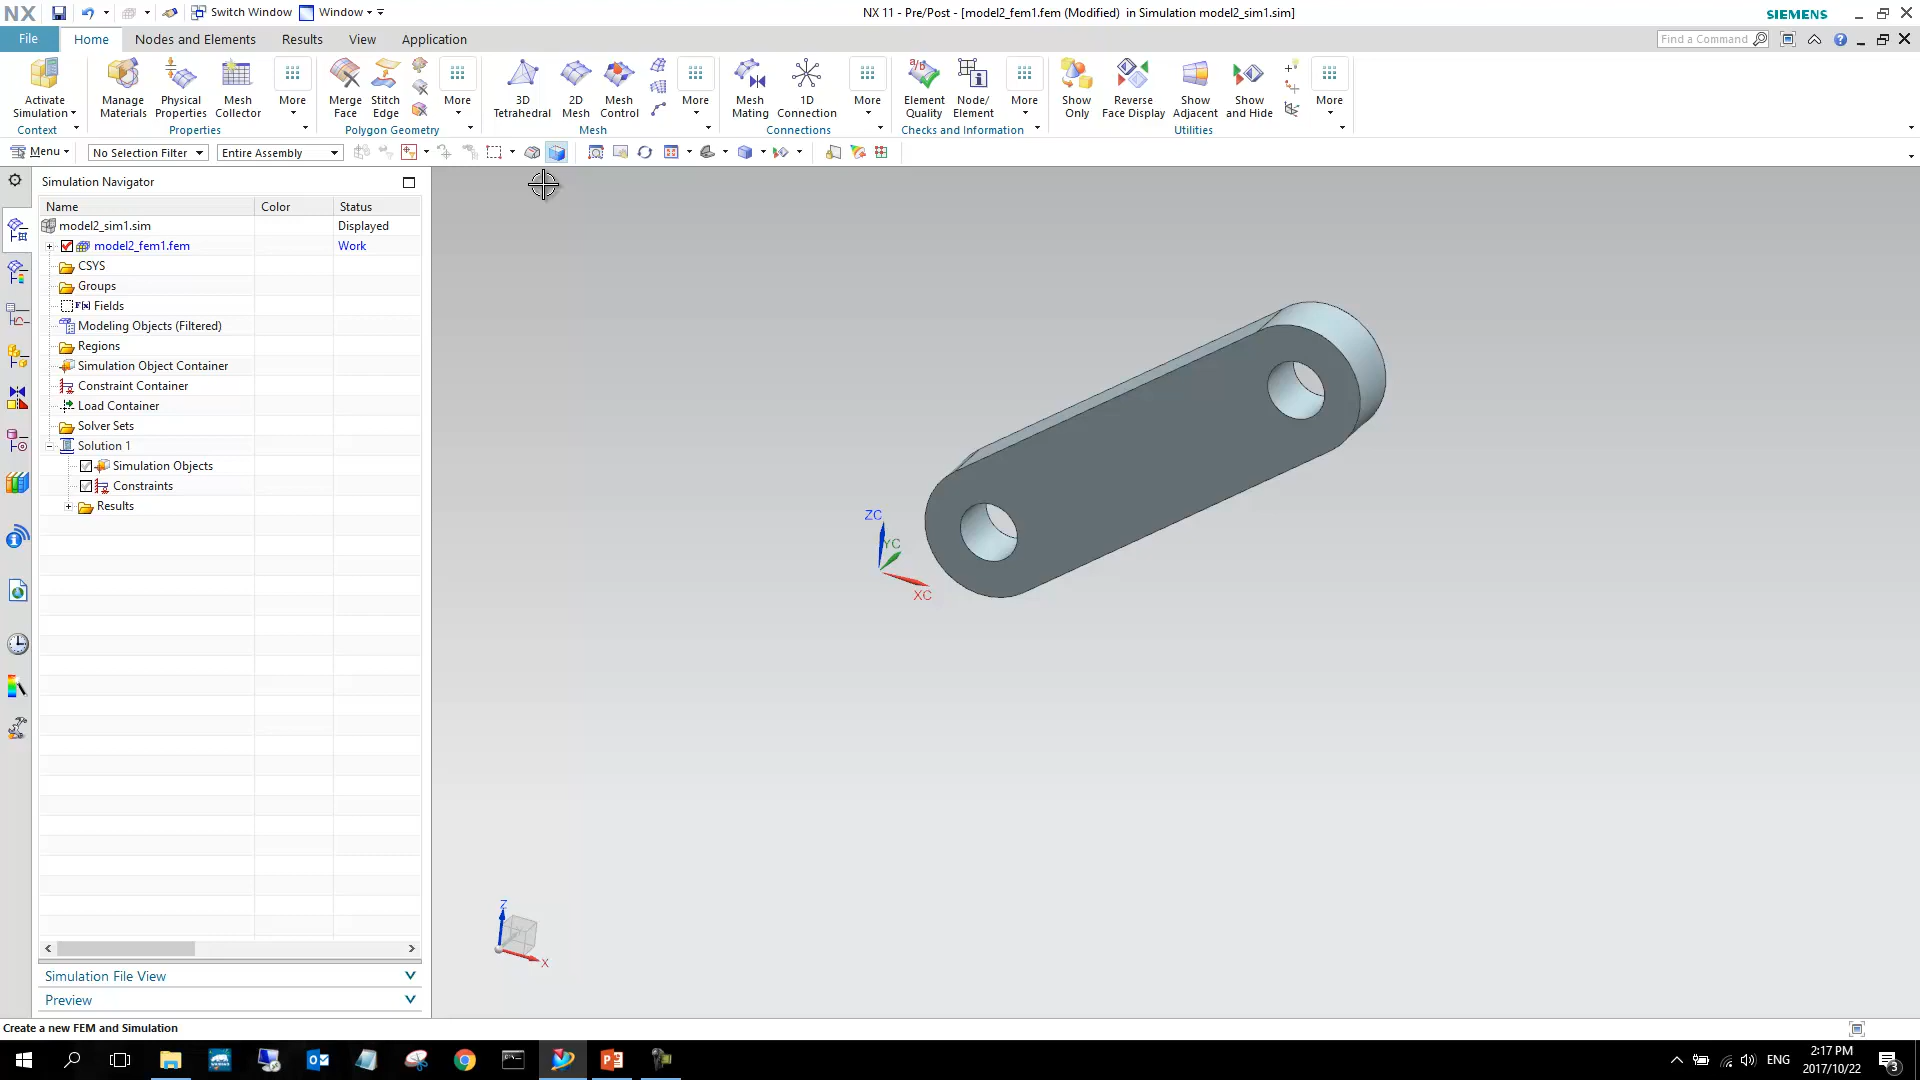 NX Switch Window Window NX 11 - Pre/Post - [model2_fem1.fem (Modified) in Simulation model2_sim1.sim] SIEMENS
File Home Nodes and Elements Results View Application Find a Command
Activate Simulation
Manage Materials
Physical Properties
Mesh Collector
More
Merge Face
Stitch Edge
More
3D Tetrahedral
2D Mesh
Mesh Control
More
Mesh Mating
1D Connection
More
Element Quality
Node/ Element
More
Show Only
Reverse Face Display
Show Adjacent
Show and Hide
More
Context Properties Polygon Geometry Mesh Connections Checks and Information Utilities
Menu No Selection Filter Entire Assembly
Simulation Navigator
Name Color Status
model2_sim1.sim Displayed
model2_fem1.fem Work
CSYS
Groups
F(x) Fields
Modeling Objects (Filtered)
Regions
Simulation Object Container
Constraint Container
Load Container
Solver Sets
Solution 1
Simulation Objects
Constraints
Results
ZC
YC
XC
Z
X
Simulation File View
Preview
Create a new FEM and Simulation
ENG
2:17 PM
2017/10/22
3